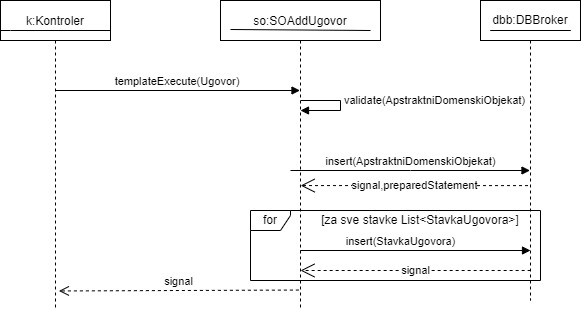 k:Kontroler
so:SOAddUgovor
dbb:DBBroker
templateExecute(Ugovor)
validate(ApstraktniDomenskiObjekat)
insert(ApstraktniDomenskiObjekat)
signal,preparedStatement
for
[za sve stavke List<StavkaUgovora>]
insert(StavkaUgovora)
signal
signal